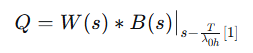 Q = W(s) * B(s)|_{s-\frac{T}{\lambda_{0h}}[1]}